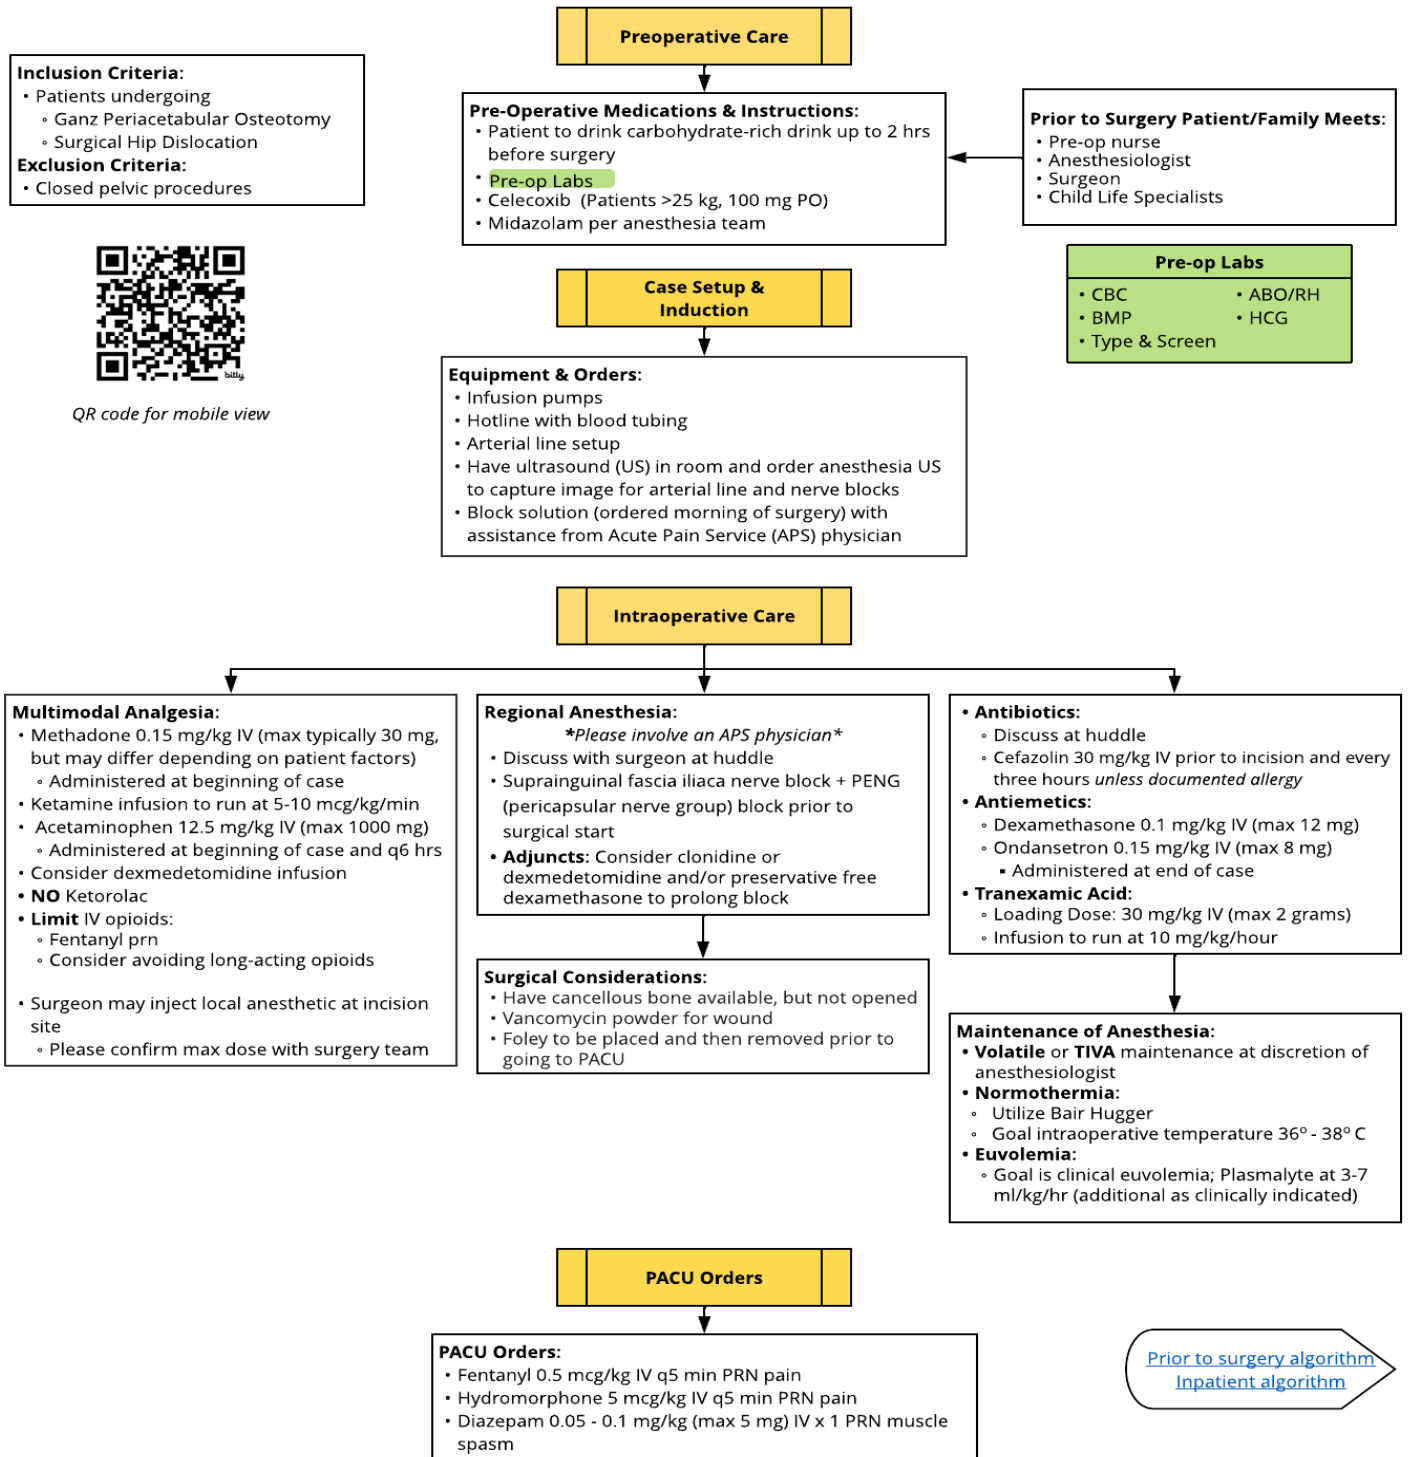 Preoperative Care
Inclusion Criteria:
• Patients undergoing
◦ Ganz Periacetabular Osteotomy
◦ Surgical Hip Dislocation
Exclusion Criteria:
• Closed pelvic procedures
Pre-Operative Medications & Instructions:
• Patient to drink carbohydrate-rich drink up to 2 hrs
before surgery
• Pre-op Labs
• Celecoxib (Patients >25 kg, 100 mg PO)
• Midazolam per anesthesia team
Prior to Surgery Patient/Family Meets:
• Pre-op nurse
• Anesthesiologist
• Surgeon
• Child Life Specialists
bitly
QR code for mobile view
Pre-op Labs
• CBC
• BMP
• Type & Screen
• ABO/RH
• HCG
Case Setup &
Induction
Equipment & Orders:
• Infusion pumps
• Hotline with blood tubing
• Arterial line setup
• Have ultrasound (US) in room and order anesthesia US
to capture image for arterial line and nerve blocks
• Block solution (ordered morning of surgery) with
assistance from Acute Pain Service (APS) physician
Intraoperative Care
Multimodal Analgesia:
• Methadone 0.15 mg/kg IV (max typically 30 mg,
but may differ depending on patient factors)
◦ Administered at beginning of case
• Ketamine infusion to run at 5-10 mcg/kg/min
• Acetaminophen 12.5 mg/kg IV (max 1000 mg)
◦ Administered at beginning of case and q6 hrs
• Consider dexmedetomidine infusion
• NO Ketorolac
• Limit IV opioids:
◦ Fentanyl prn
◦ Consider avoiding long-acting opioids
• Surgeon may inject local anesthetic at incision
site
◦ Please confirm max dose with surgery team
Regional Anesthesia:
*Please involve an APS physician*
• Discuss with surgeon at huddle
• Suprainguinal fascia iliaca nerve block + PENG
(pericapsular nerve group) block prior to
surgical start
• Adjuncts: Consider clonidine or
dexmedetomidine and/or preservative free
dexamethasone to prolong block
Surgical Considerations:
• Have cancellous bone available, but not opened
• Vancomycin powder for wound
• Foley to be placed and then removed prior to
going to PACU
• Antibiotics:
◦ Discuss at huddle
◦ Cefazolin 30 mg/kg IV prior to incision and every
three hours unless documented allergy
• Antiemetics:
◦ Dexamethasone 0.1 mg/kg IV (max 12 mg)
◦ Ondansetron 0.15 mg/kg IV (max 8 mg)
▪ Administered at end of case
• Tranexamic Acid:
◦ Loading Dose: 30 mg/kg IV (max 2 grams)
◦ Infusion to run at 10 mg/kg/hour
Maintenance of Anesthesia:
• Volatile or TIVA maintenance at discretion of
anesthesiologist
• Normothermia:
◦ Utilize Bair Hugger
◦ Goal intraoperative temperature 36º - 38º C
• Euvolemia:
◦ Goal is clinical euvolemia; Plasmalyte at 3-7
ml/kg/hr (additional as clinically indicated)
PACU Orders
PACU Orders:
• Fentanyl 0.5 mcg/kg IV q5 min PRN pain
• Hydromorphone 5 mcg/kg IV q5 min PRN pain
• Diazepam 0.05 - 0.1 mg/kg (max 5 mg) IV x 1 PRN muscle
spasm
Prior to surgery algorithm
Inpatient algorithm